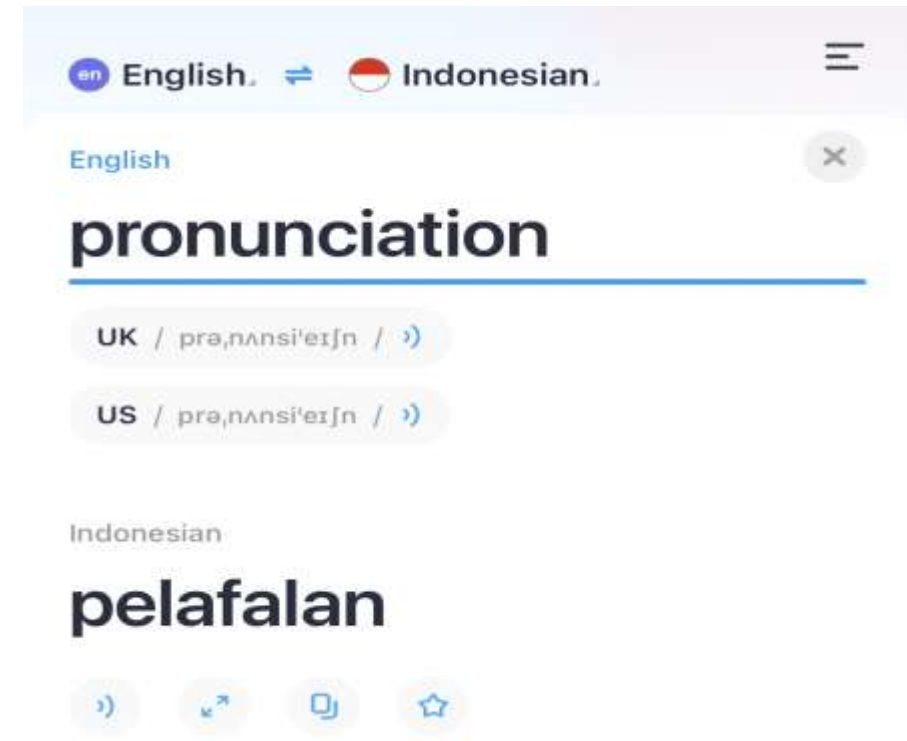 en English ⇌ Indonesian
English
pronunciation
UK / prəˌnʌnsiˈeɪʃn /
US / prəˌnʌnsiˈeɪʃn /
Indonesian
pelafalan